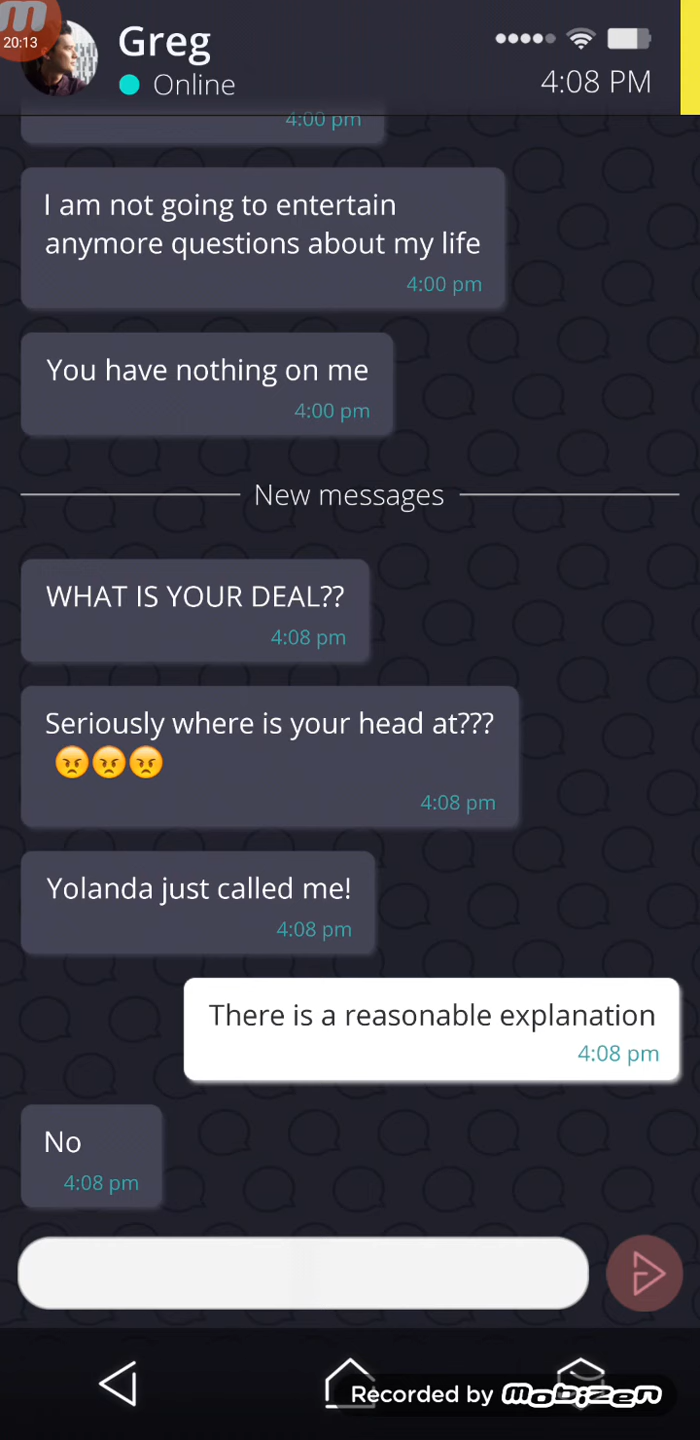 20:13
Greg
Online
4:08 PM
4:00 pm
I am not going to entertain
anymore questions about my life
4:00 pm
You have nothing on me
4:00 pm
New messages
WHAT IS YOUR DEAL??
4:08 pm
Seriously where is your head at???
😠😠😠
4:08 pm
Yolanda just called me!
4:08 pm
There is a reasonable explanation
4:08 pm
No
4:08 pm
Recorded by mobizen